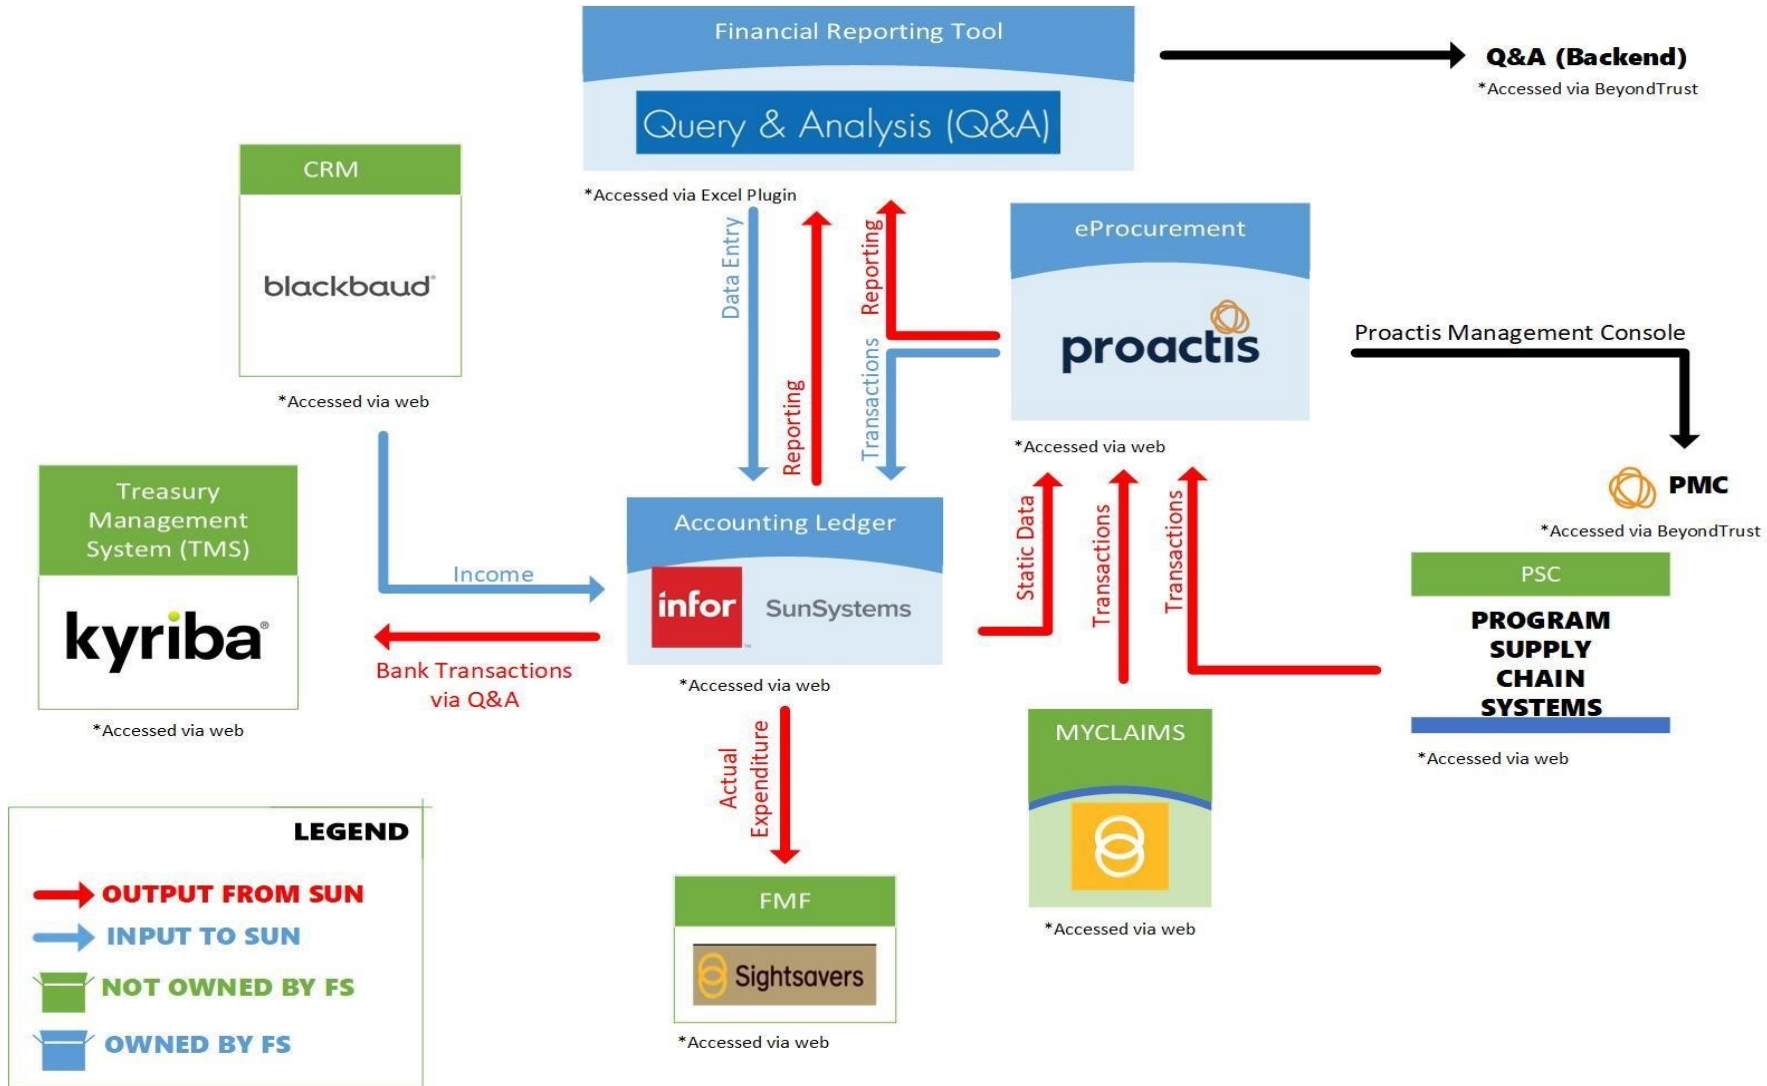 Financial Reporting Tool
Query & Analysis (Q&A)
*Accessed via Excel Plugin
Q&A (Backend)
*Accessed via BeyondTrust
CRM
blackbaud®
*Accessed via web
Data Entry
Reporting
Reporting
Transactions
eProcurement
proactis
*Accessed via web
Proactis Management Console
PMC
*Accessed via BeyondTrust
Treasury
Management
System (TMS)
kyriba®
*Accessed via web
Income
Bank Transactions
via Q&A
Accounting Ledger
infor™
SunSystems
*Accessed via web
Static Data
Transactions
Transactions
PSC
PROGRAM
SUPPLY
CHAIN
SYSTEMS
*Accessed via web
MYCLAIMS
*Accessed via web
Actual
Expenditure
FMF
Sightsavers
*Accessed via web
LEGEND
OUTPUT FROM SUN
INPUT TO SUN
NOT OWNED BY FS
OWNED BY FS